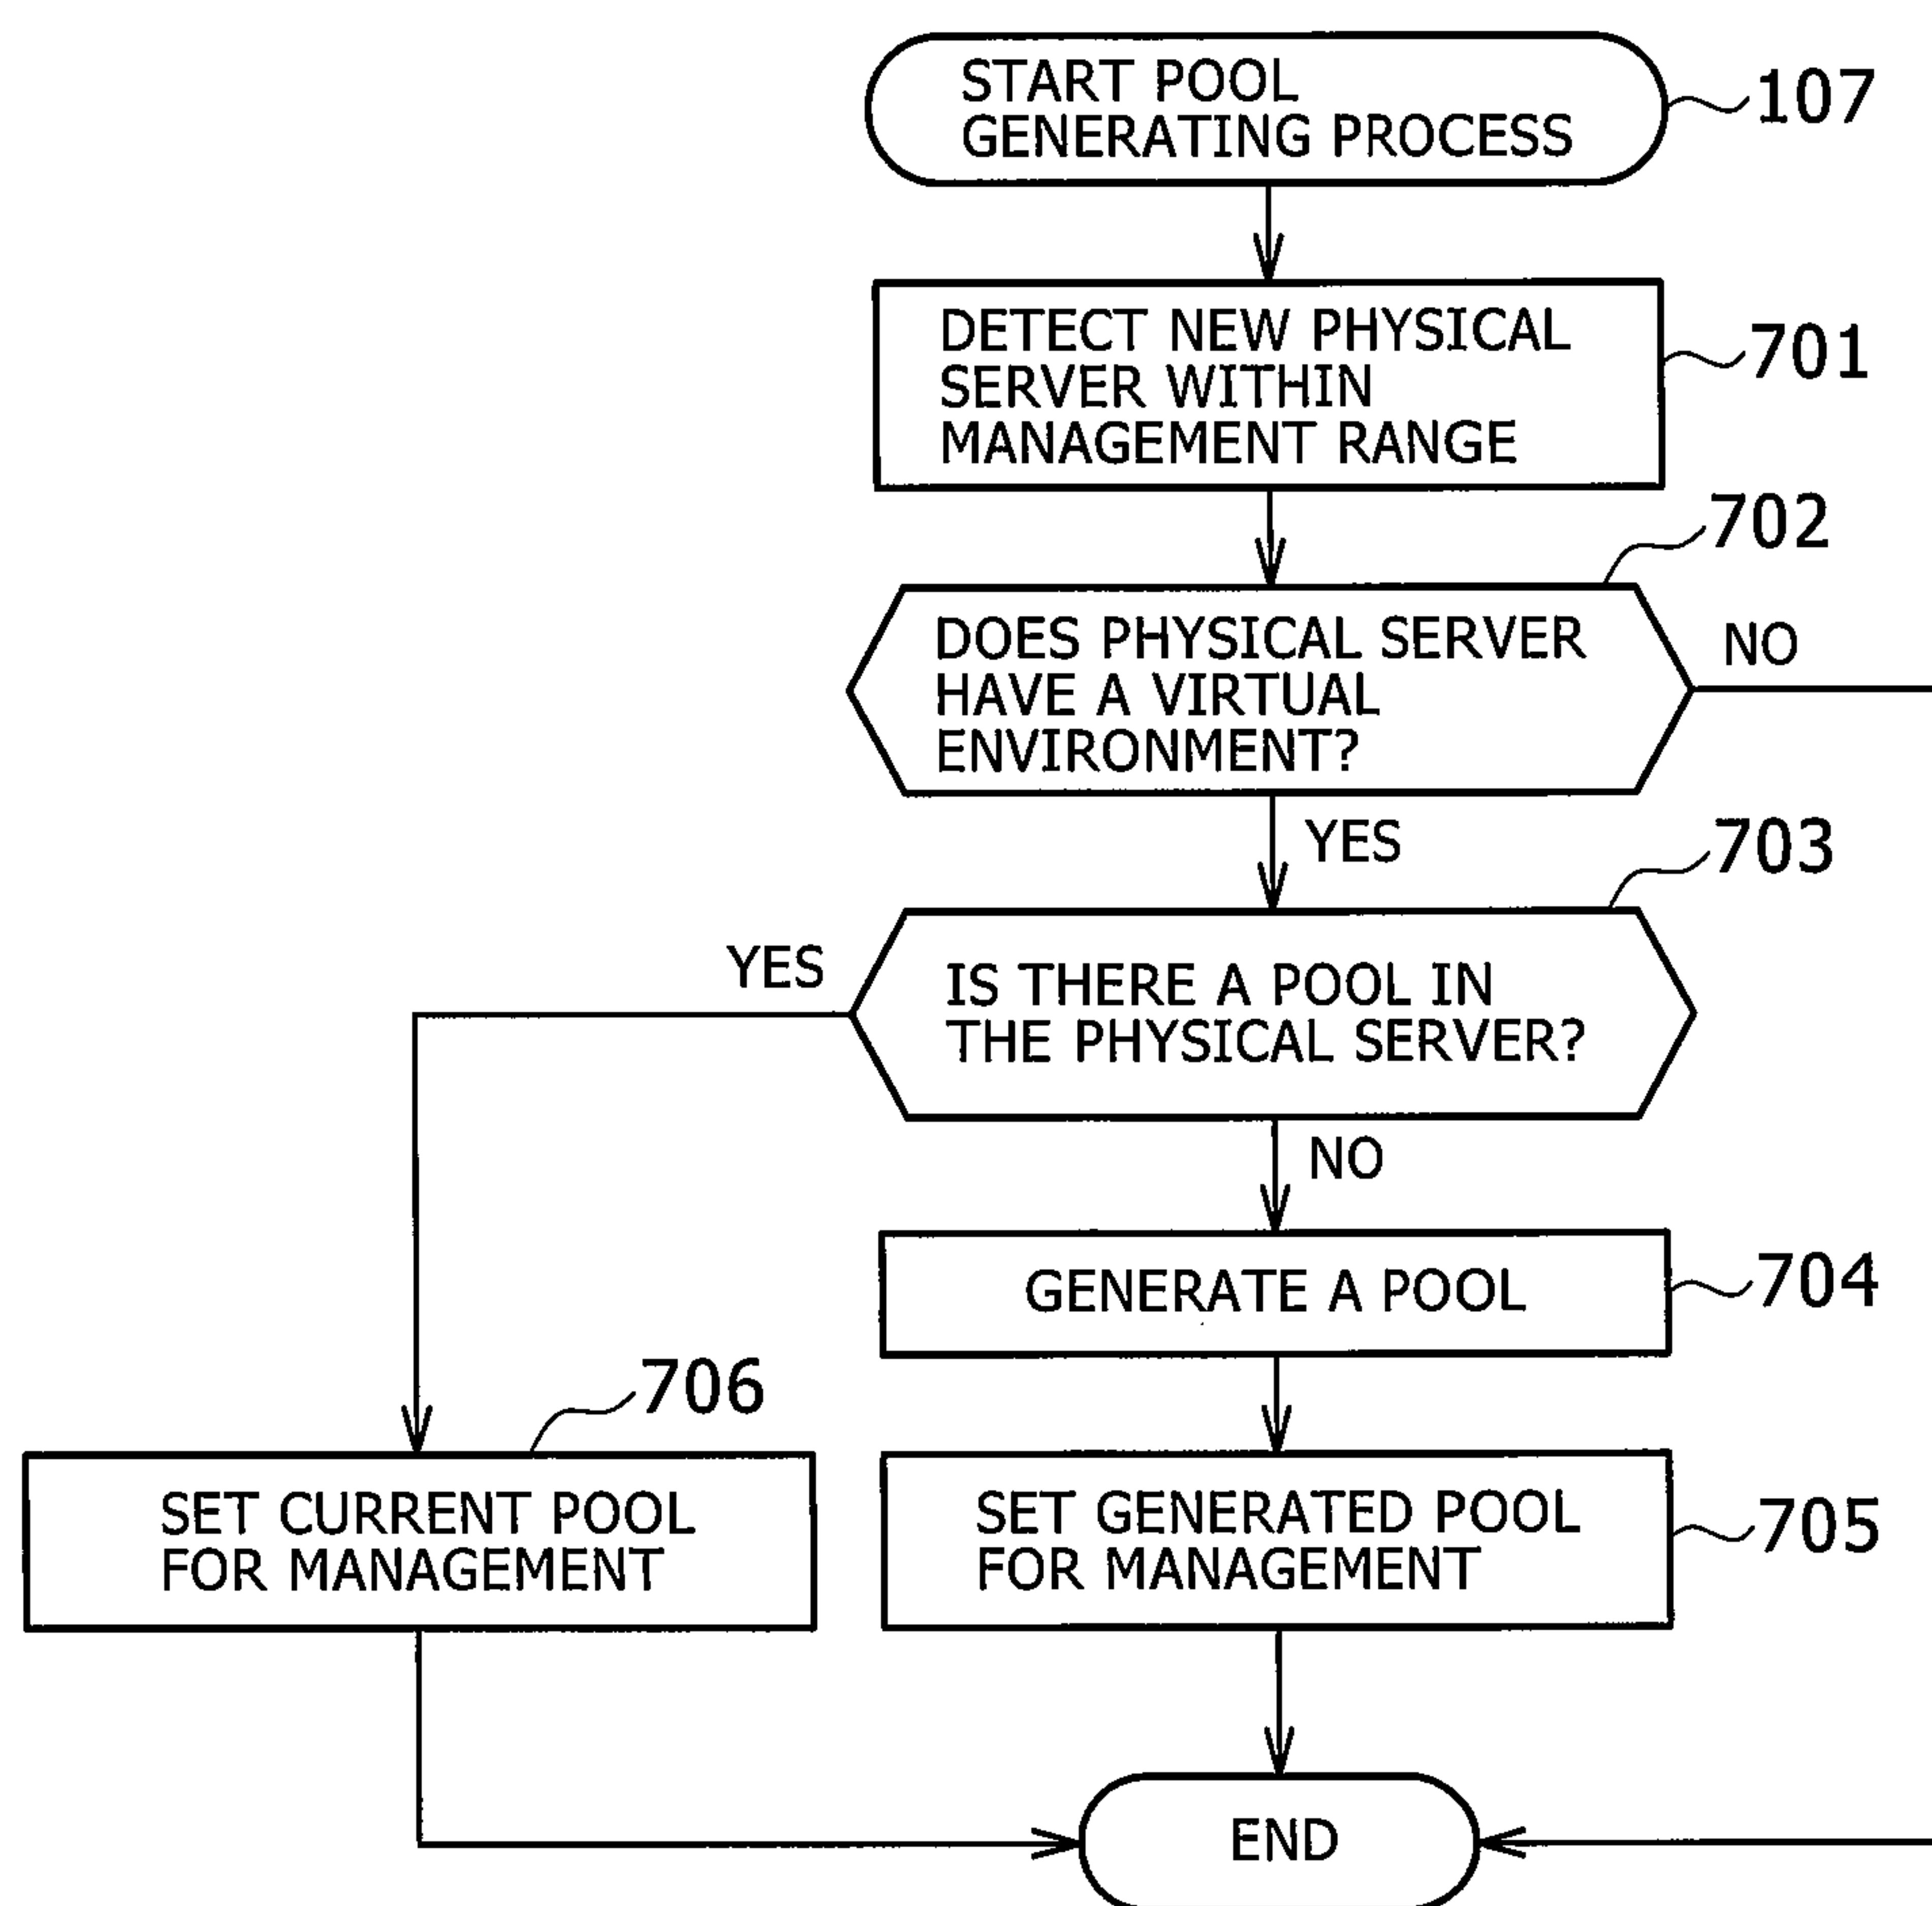 START POOL
GENERATING PROCESS
107
DETECT NEW PHYSICAL
SERVER WITHIN
MANAGEMENT RANGE
701
702
DOES PHYSICAL SERVER
HAVE A VIRTUAL
ENVIRONMENT?
NO
YES
703
YES
IS THERE A POOL IN
THE PHYSICAL SERVER?
NO
GENERATE A POOL
704
706
SET CURRENT POOL
FOR MANAGEMENT
SET GENERATED POOL
FOR MANAGEMENT
705
END